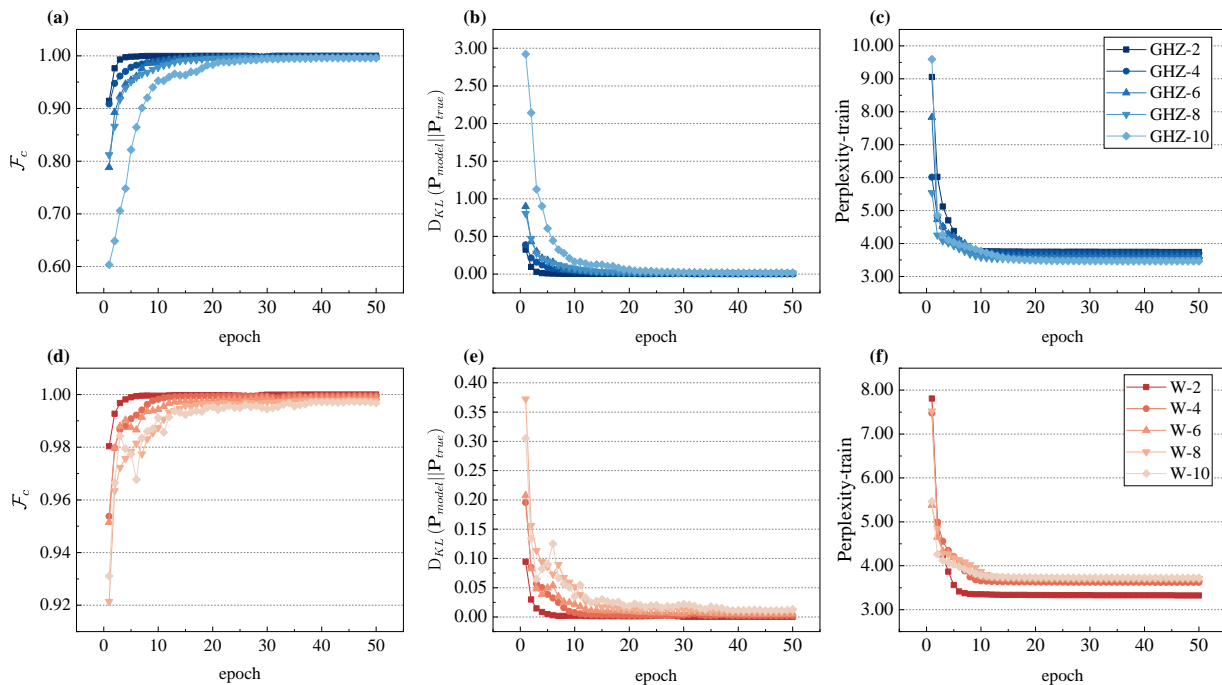 (a)
1.00
0.90
0.80
0.70
0.60
ℱc
0 10 20 30 40 50
epoch
(b)
3.00
2.50
2.00
1.50
1.00
0.50
0.00
D_KL (P_model||P_true)
0 10 20 30 40 50
epoch
(c)
10.00
9.00
8.00
7.00
6.00
5.00
4.00
3.00
Perplexity-train
GHZ-2
GHZ-4
GHZ-6
GHZ-8
GHZ-10
0 10 20 30 40 50
epoch
(d)
1.00
0.98
0.96
0.94
0.92
ℱc
0 10 20 30 40 50
epoch
(e)
0.40
0.35
0.30
0.25
0.20
0.15
0.10
0.05
0.00
D_KL (P_model||P_true)
0 10 20 30 40 50
epoch
(f)
8.00
7.00
6.00
5.00
4.00
3.00
Perplexity-train
W-2
W-4
W-6
W-8
W-10
0 10 20 30 40 50
epoch